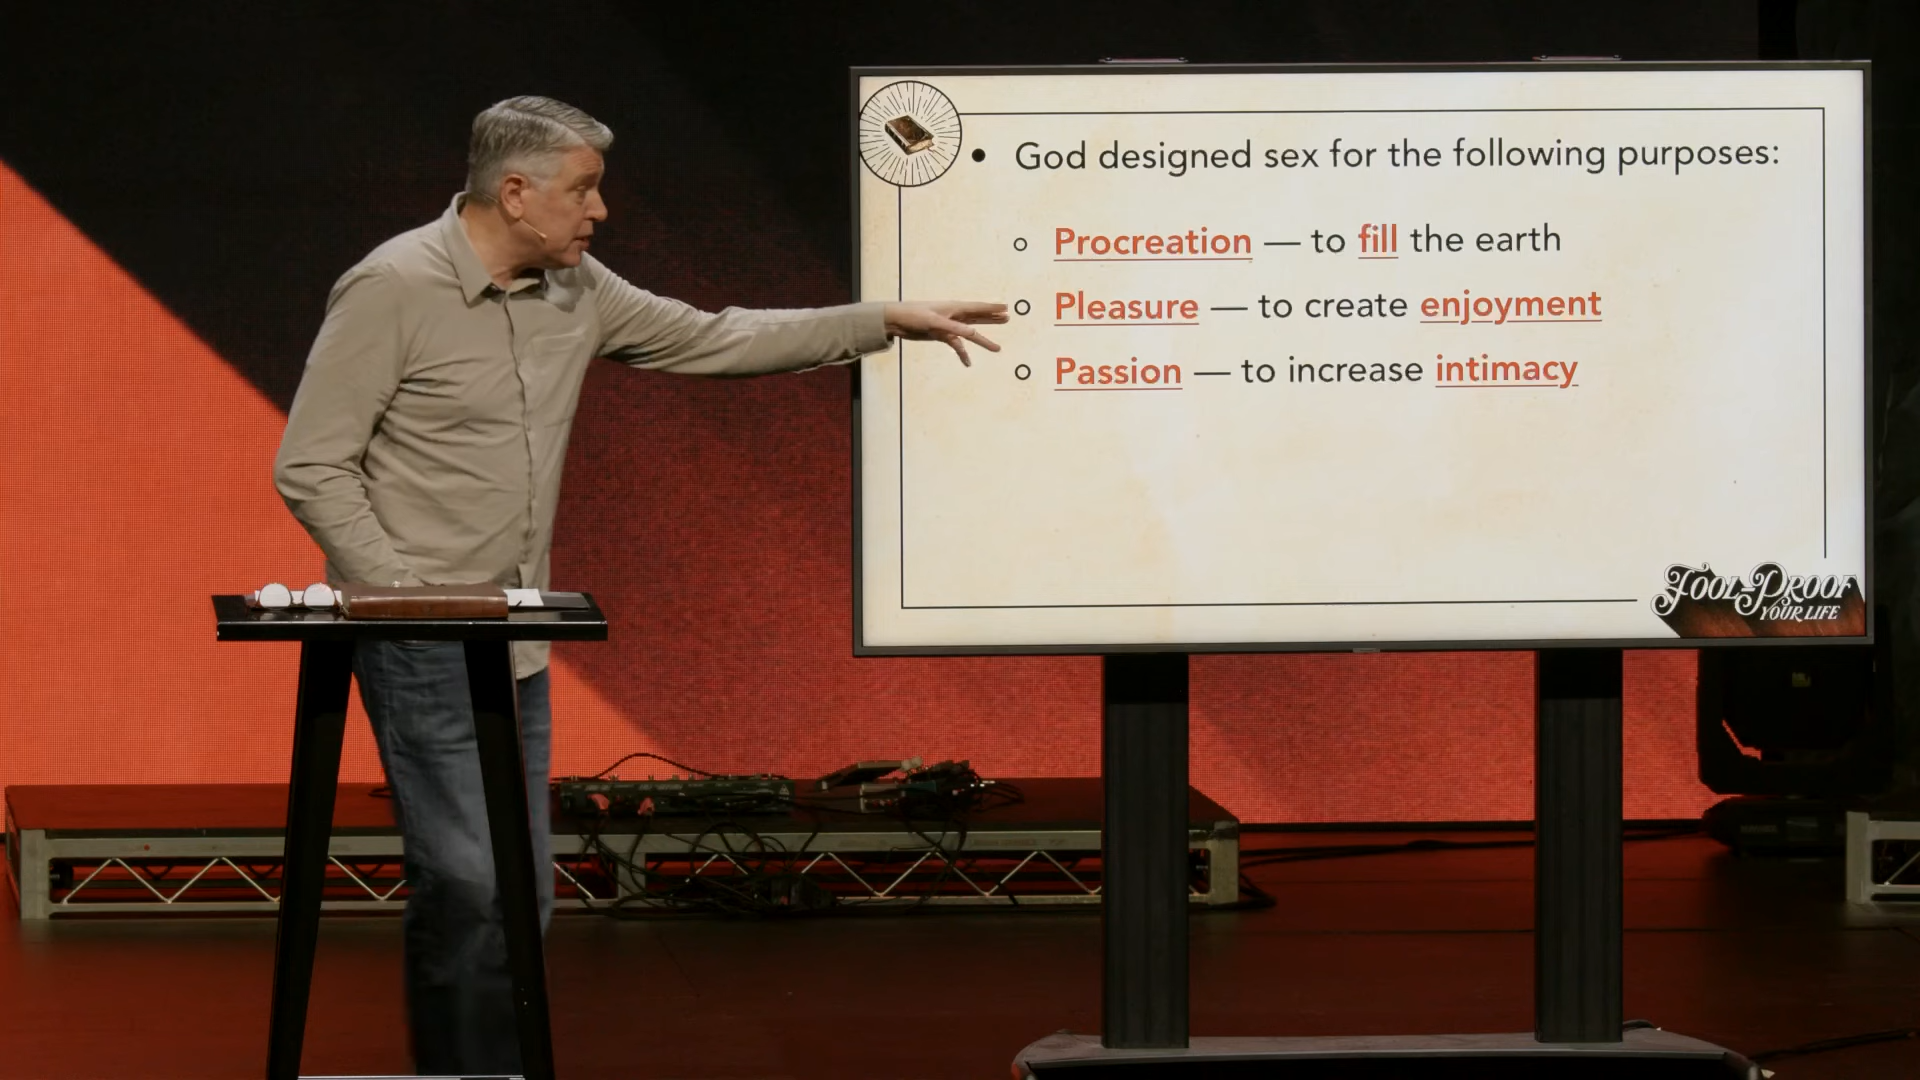 • God designed sex for the following purposes:
○ Procreation — to fill the earth
○ Pleasure — to create enjoyment
○ Passion — to increase intimacy
FOOL-PROOF
YOUR LIFE